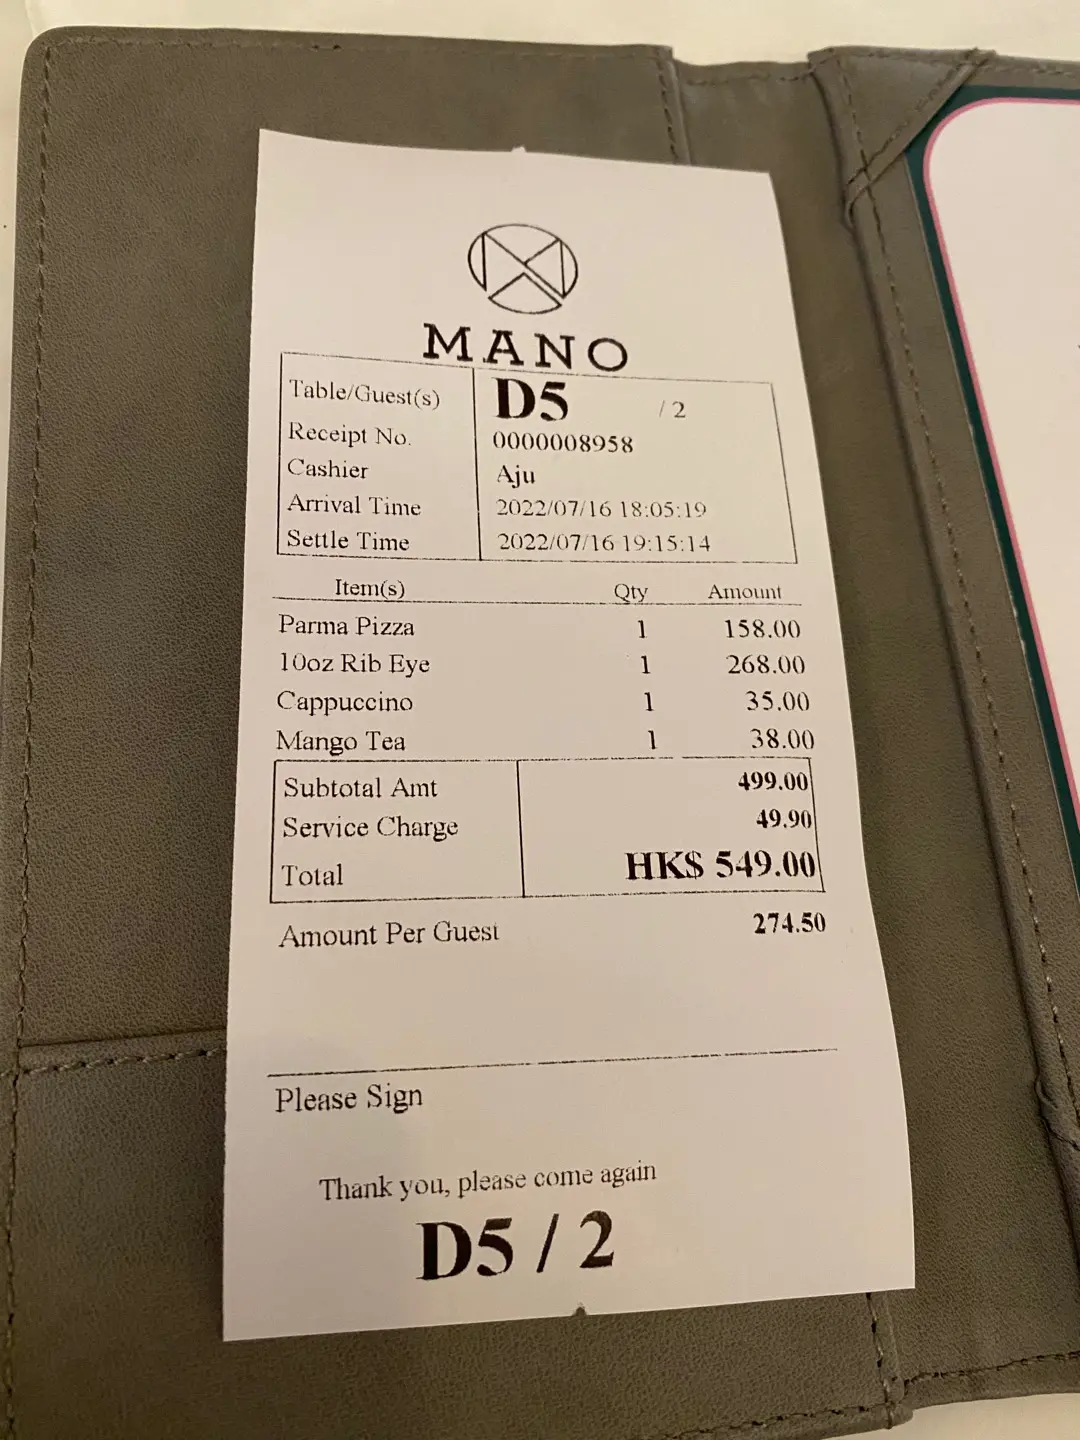 MANO
Table/Guest(s) D5 / 2
Receipt No. 0000008958
Cashier Aju
Arrival Time 2022/07/16 18:05:19
Settle Time 2022/07/16 19:15:14
Item(s) Qty Amount
Parma Pizza 1 158.00
10oz Rib Eye 1 268.00
Cappuccino 1 35.00
Mango Tea 1 38.00
Subtotal Amt 499.00
Service Charge 49.90
Total HK$ 549.00
Amount Per Guest 274.50
Please Sign
Thank you, please come again
D5 / 2